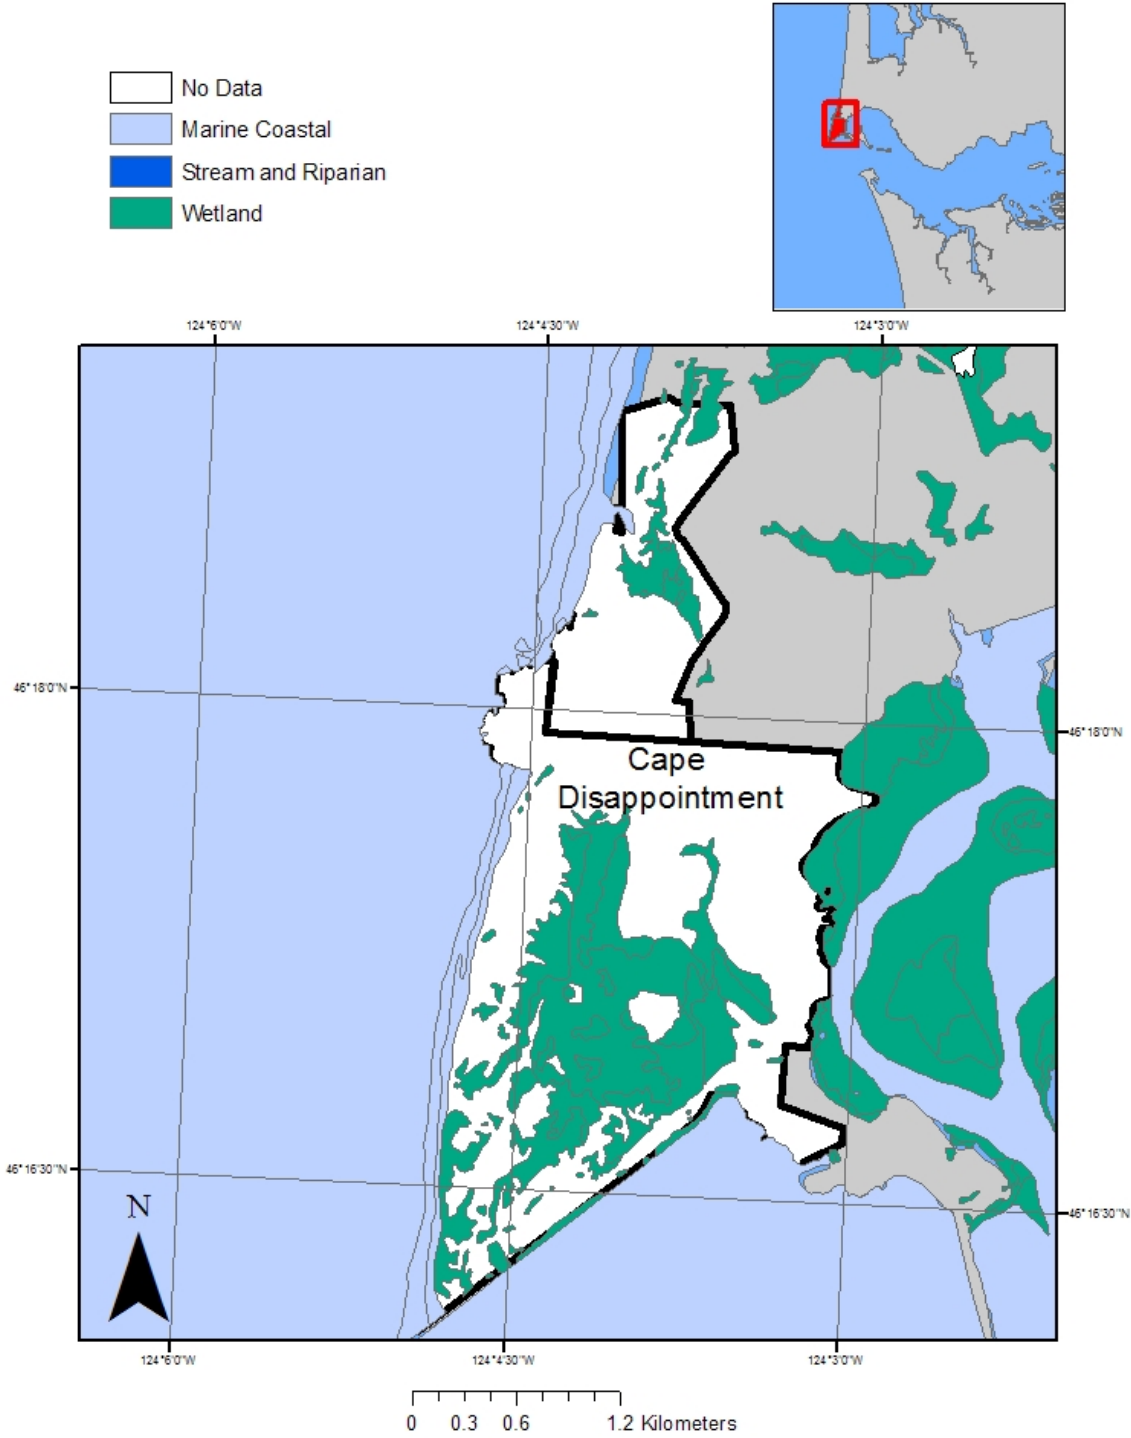 No Data
Marine Coastal
Stream and Riparian
Wetland
124°6'0"W 124°4'30"W 124°3'0"W
46°18'0"N
46°18'0"N
Cape
Disappointment
46°16'30"N
46°16'30"N
N
124°6'0"W 124°4'30"W 124°3'0"W
0 0.3 0.6 1.2 Kilometers